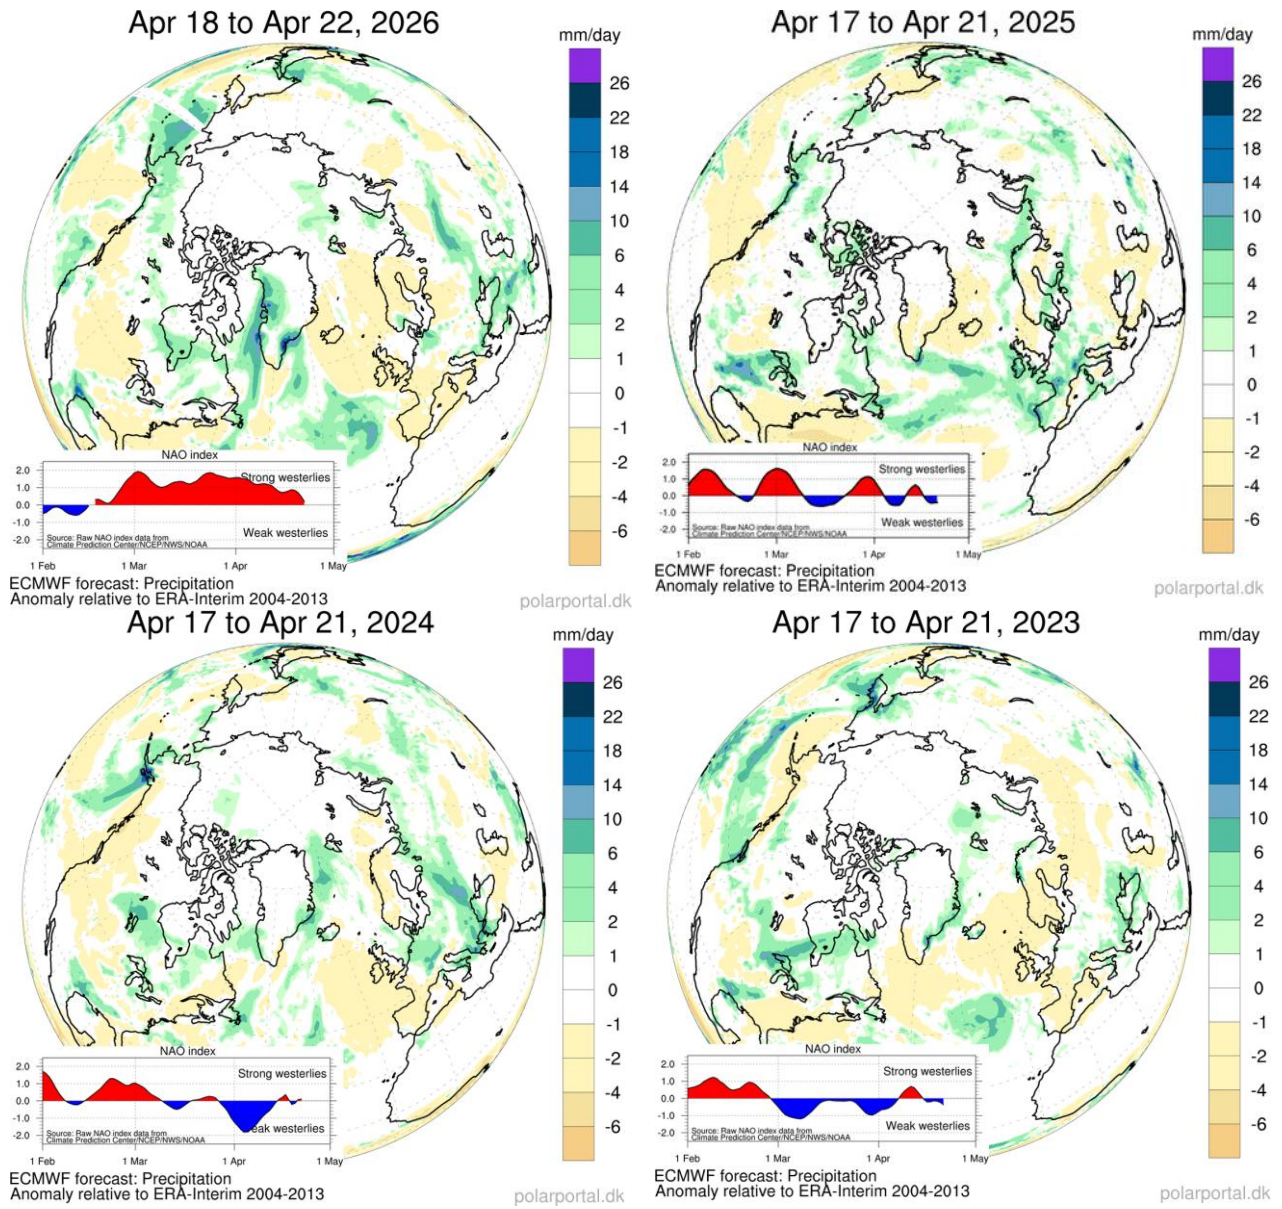 Apr 18 to Apr 22, 2026
mm/day
26
22
18
14
10
6
4
2
1
0
-1
-2
-4
-6
NAO index
2.0
1.0
0.0
-1.0
-2.0
Strong westerlies
Weak westerlies
Source: Raw NAO index data from
Climate Prediction Center/NCEP/NWS/NOAA
1 Feb
1 Mar
1 Apr
1 May
ECMWF forecast: Precipitation
Anomaly relative to ERA-Interim 2004-2013
polarportal.dk
Apr 17 to Apr 21, 2025
mm/day
26
22
18
14
10
6
4
2
1
0
-1
-2
-4
-6
NAO index
2.0
1.0
0.0
-1.0
-2.0
Strong westerlies
Weak westerlies
Source: Raw NAO index data from
Climate Prediction Center/NCEP/NWS/NOAA
1 Feb
1 Mar
1 Apr
1 May
ECMWF forecast: Precipitation
Anomaly relative to ERA-Interim 2004-2013
polarportal.dk
Apr 17 to Apr 21, 2024
mm/day
26
22
18
14
10
6
4
2
1
0
-1
-2
-4
-6
NAO index
2.0
1.0
0.0
-1.0
-2.0
Strong westerlies
eak westerlies
Source: Raw NAO index data from
Climate Prediction Center/NCEP/NWS/NOAA
1 Feb
1 Mar
1 Apr
1 May
ECMWF forecast: Precipitation
Anomaly relative to ERA-Interim 2004-2013
polarportal.dk
Apr 17 to Apr 21, 2023
mm/day
26
22
18
14
10
6
4
2
1
0
-1
-2
-4
-6
NAO index
2.0
1.0
0.0
-1.0
-2.0
Strong westerlies
Weak westerlies
Source: Raw NAO index data from
Climate Prediction Center/NCEP/NWS/NOAA
1 Feb
1 Mar
1 Apr
1 May
ECMWF forecast: Precipitation
Anomaly relative to ERA-Interim 2004-2013
polarportal.dk